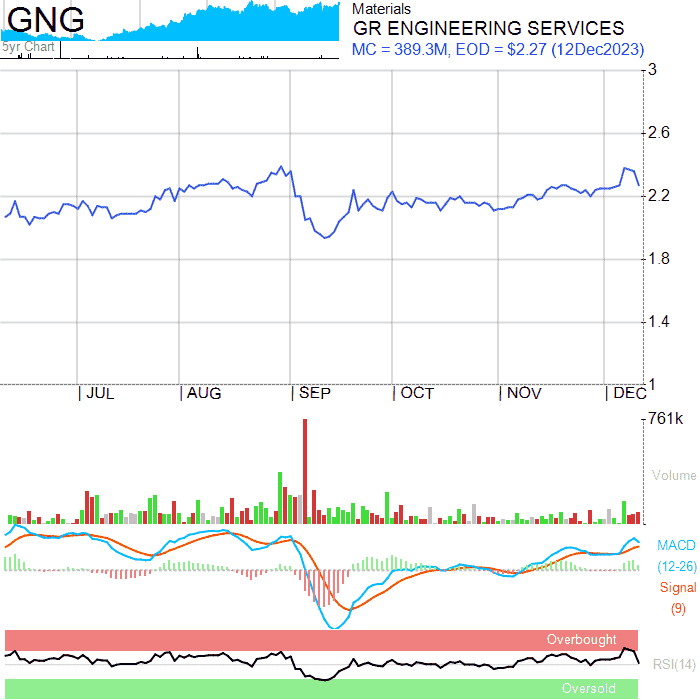 GNG
5yr Chart
Materials
GR ENGINEERING SERVICES
MC = 389.3M, EOD = $2.27 (12Dec2023)
3
2.6
2.2
1.8
1.4
1
JUL AUG SEP OCT NOV DEC
761k
Volume
MACD
(12-26)
Signal
(9)
Overbought
RSI(14)
Oversold